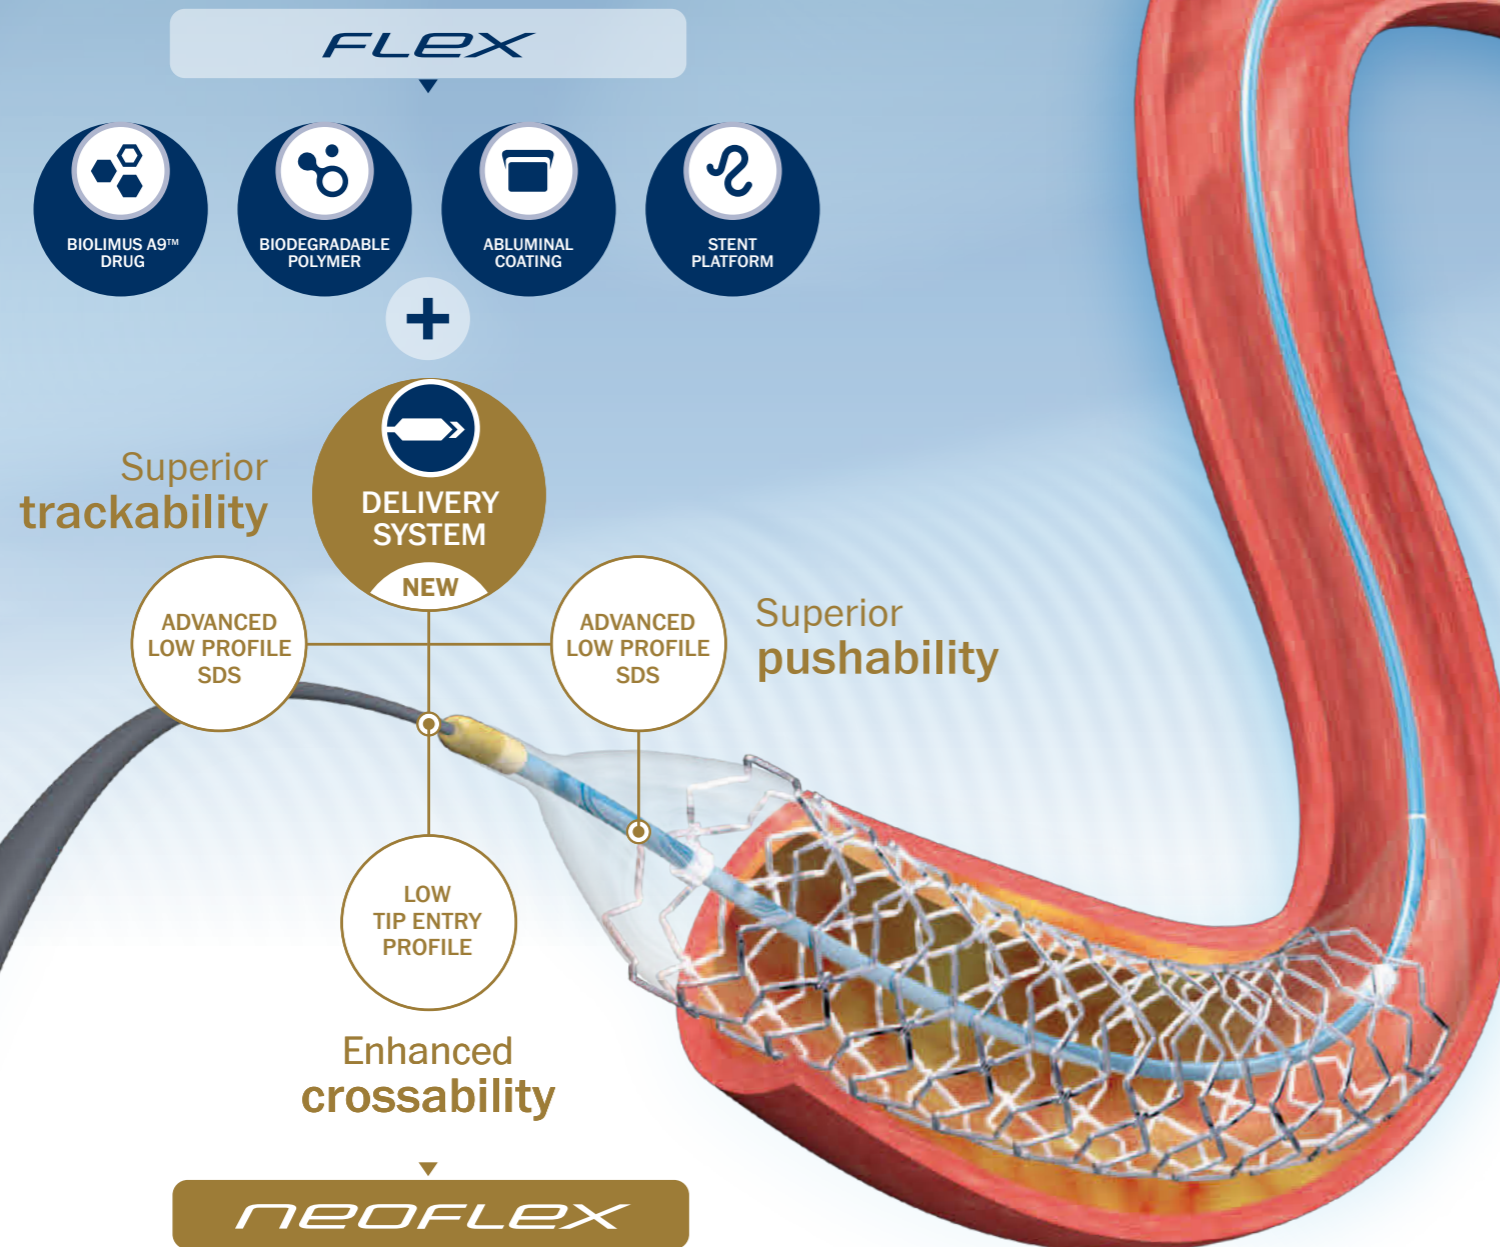 FLEX
BIOLIMUS A9™
DRUG
BIODEGRADABLE
POLYMER
ABLUMINAL
COATING
STENT
PLATFORM
+
Superior
trackability
DELIVERY
SYSTEM
NEW
ADVANCED
LOW PROFILE
SDS
ADVANCED
LOW PROFILE
SDS
Superior
pushability
LOW
TIP ENTRY
PROFILE
Enhanced
crossability
NEOFLEX